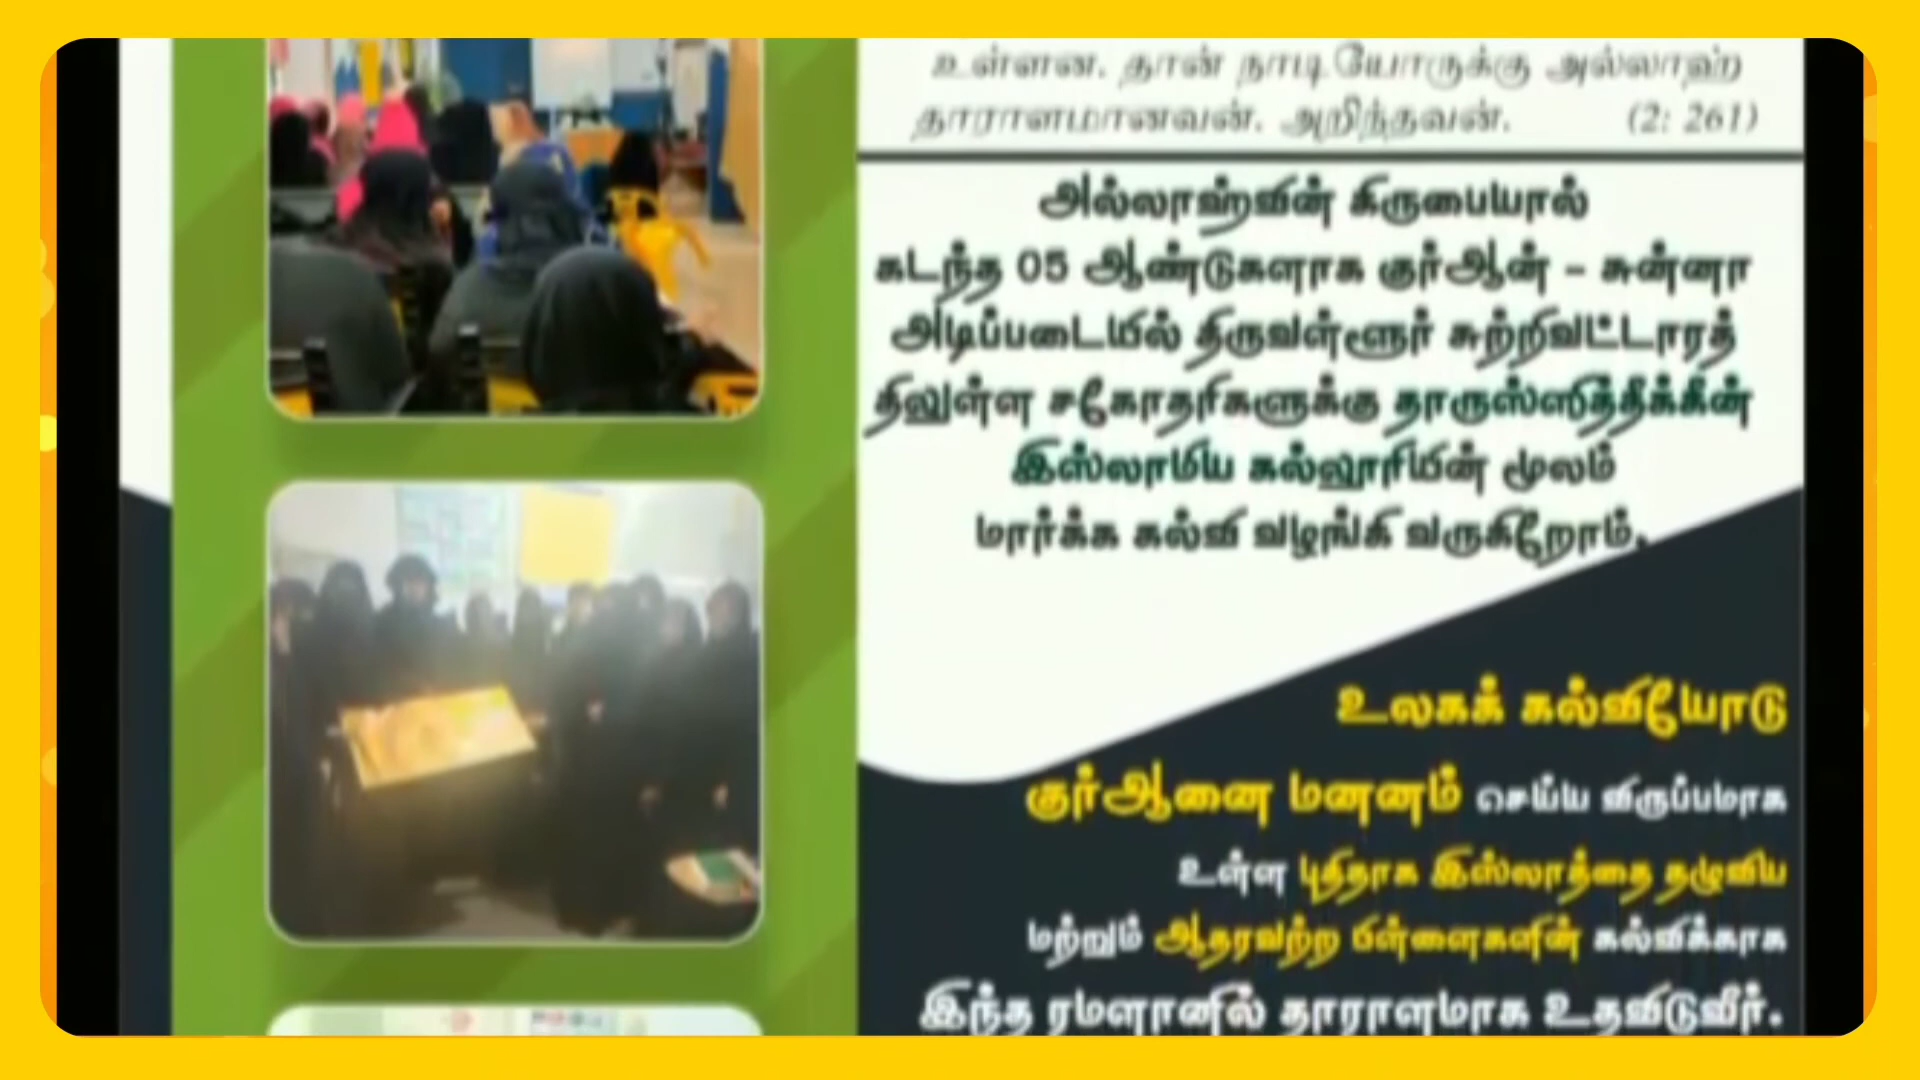 உள்ளன. தான் நாடியோருக்கு அல்லாஹ்
தாராளமானவன். அறிந்தவன். (2: 261)
அல்லாஹ்வின் கிருபையால்
கடந்த 05 ஆண்டுகளாக குர்ஆன் - சுன்னா
அடிப்படையில் திருவள்ளூர் சுற்றிவட்டாரத்
திலுள்ள சகோதரிகளுக்கு தாருஸ்ஸித்தீக்கீன்
இஸ்லாமிய கல்லூரியின் மூலம்
மார்க்க கல்வி வழங்கி வருகிறோம்.
உலகக் கல்வியோடு
குர்ஆனை மனனம் செய்ய விருப்பமாக
உள்ள புதிதாக இஸ்லாத்தை தழுவிய
மற்றும் ஆதரவற்ற பிள்ளைகளின் கல்விக்காக
இந்த ரமளானில் தாராளமாக உதவிடுவீர்.